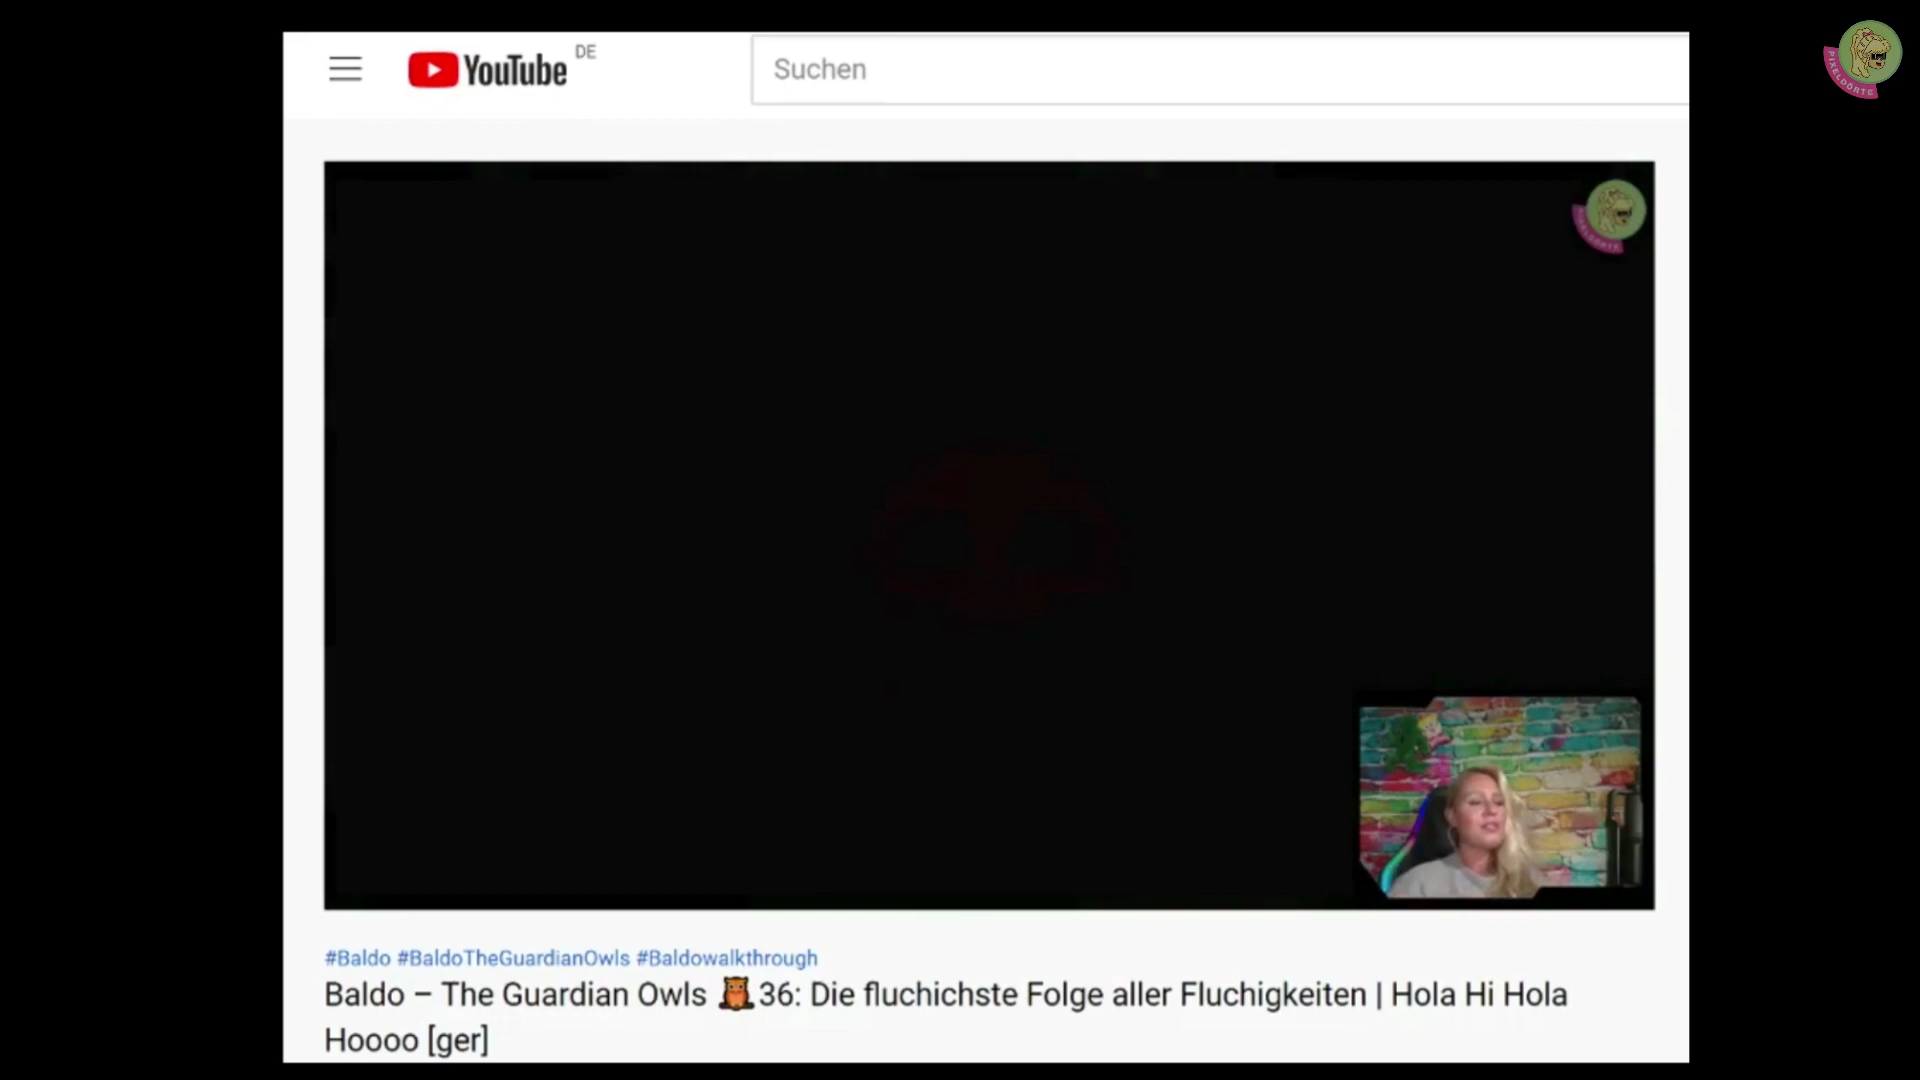 YouTube DE
Suchen
PIXELDÖRTE
#Baldo #BaldoTheGuardianOwls #Baldowalkthrough
Baldo – The Guardian Owls 🦉36: Die fluchichste Folge aller Fluchigkeiten | Hola Hi Hola
Hoooo [ger]